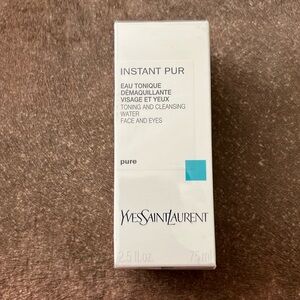 INSTANT PUR
EAU TONIQUE
DÉMAQUILLANTE
VISAGE ET YEUX
TONING AND CLEANSING
WATER
FACE AND EYES
pure
YVESSAINTLAURENT
2.5 fl.oz. 75 ml